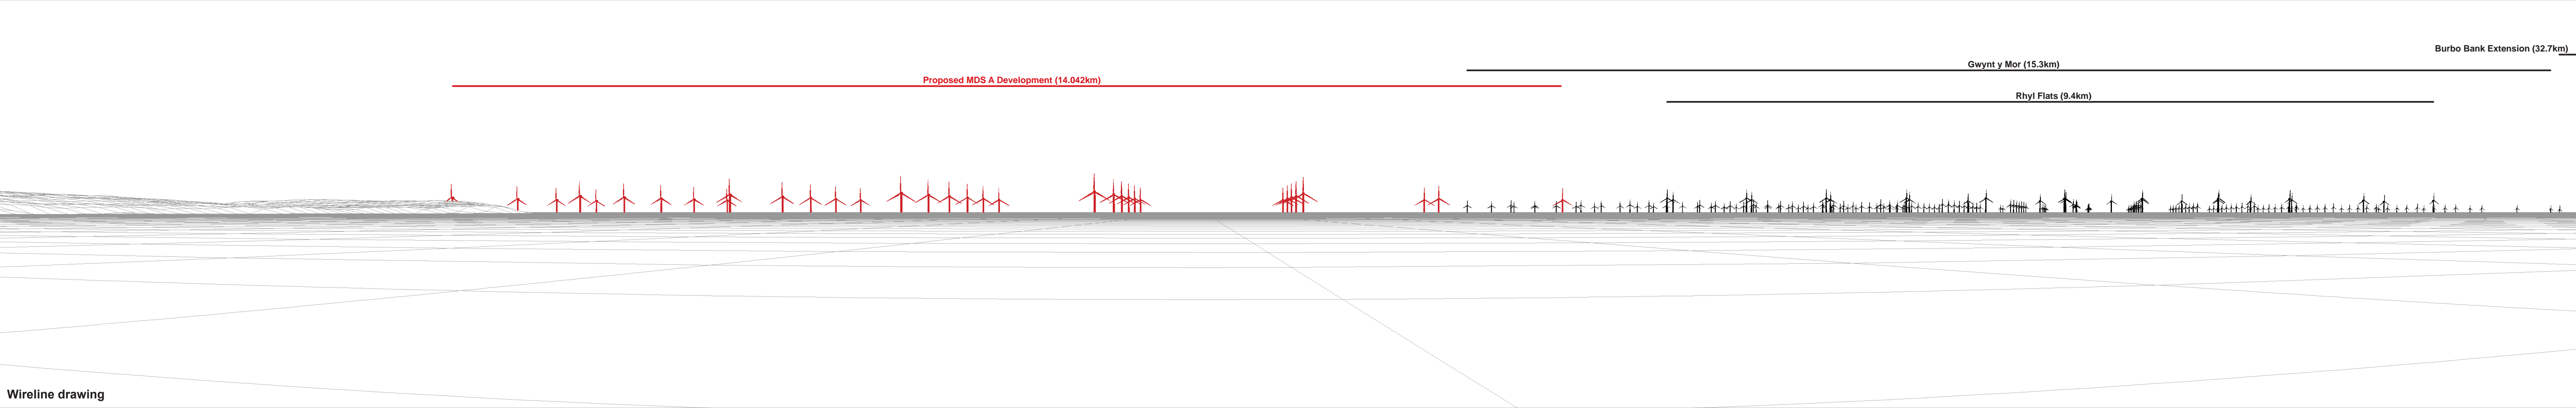 Burbo Bank Extension (32.7km)
Gwynt y Mor (15.3km)
Proposed MDS A Development (14.042km)
Rhyl Flats (9.4km)
Wireline drawing